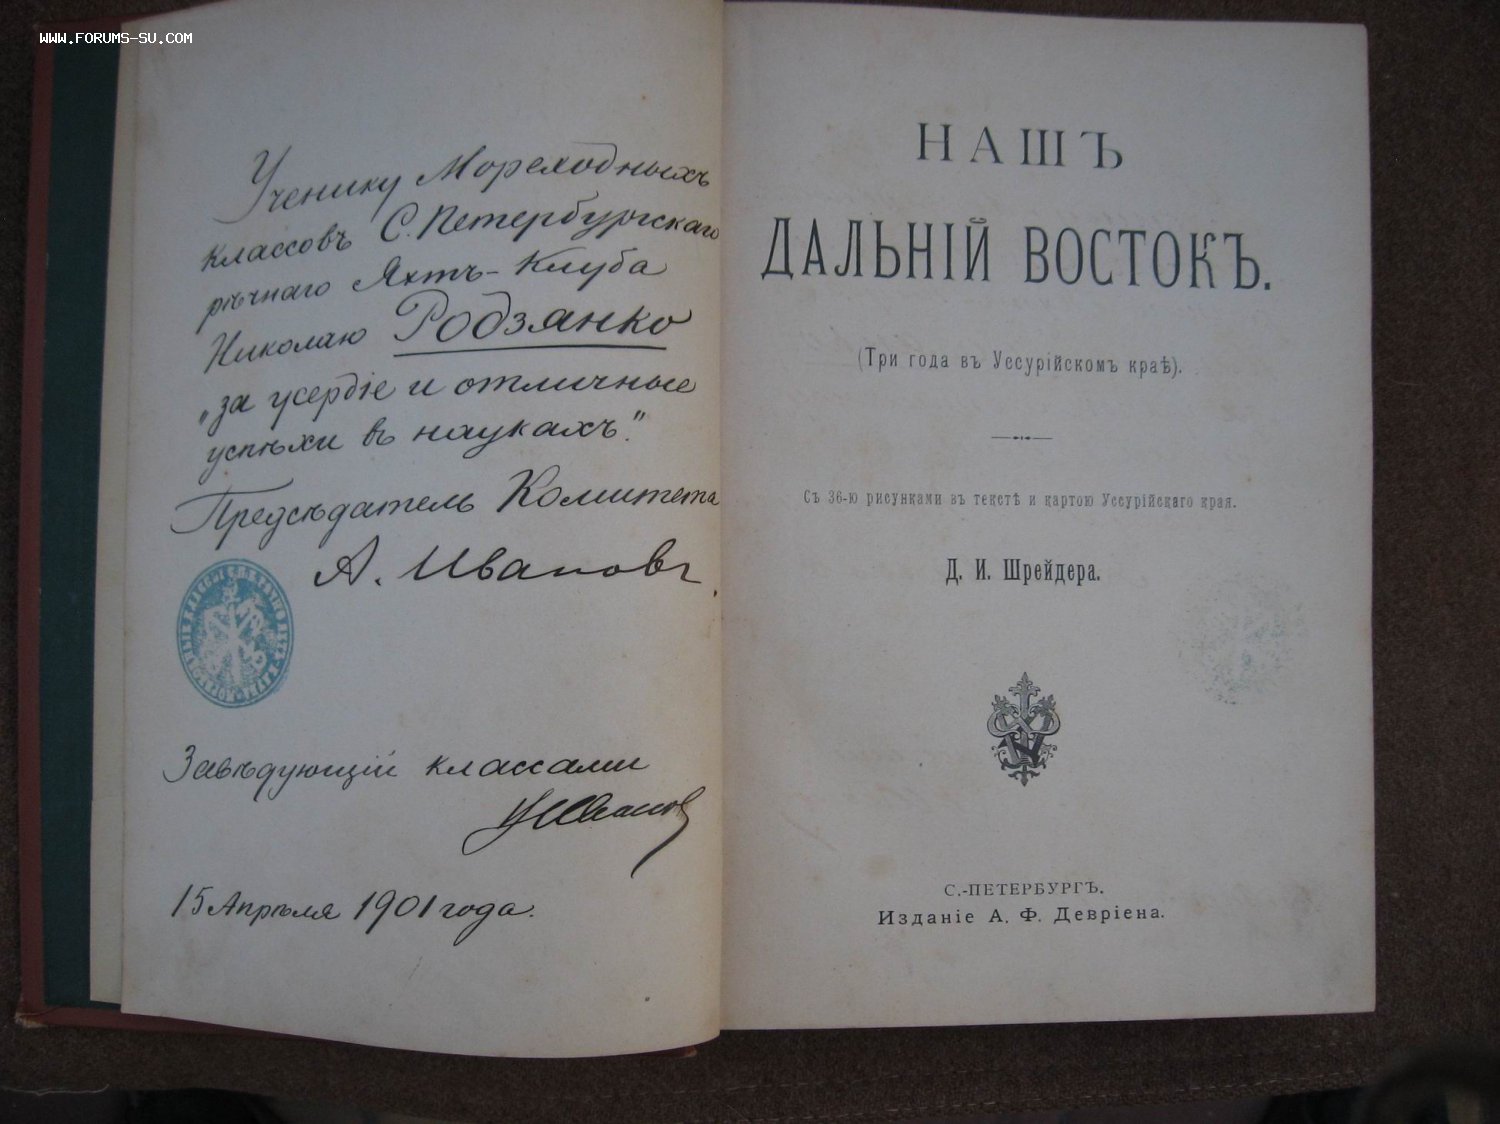 WWW.FORUMS-SU.COM
Ученику Мореходныхъ
классовъ С. Петербургскаго
рѣчнаго Яхтъ-Клуба
Николаю Родзянко
„за усердіе и отличные
успѣхи въ наукахъ."
Предсѣдатель Комитета
А. Ивановъ
Завѣдующій классами
15 Апрѣля 1901 года.
НАШЪ
ДАЛЬНІЙ ВОСТОКЪ.
(Три года въ Уссурійскомъ краѣ).
Съ 36-ю рисунками въ текстѣ и картою Уссурійскаго края.
Д. И. Шрейдера.
С.-ПЕТЕРБУРГЪ.
Изданіе А. Ф. Девріена.